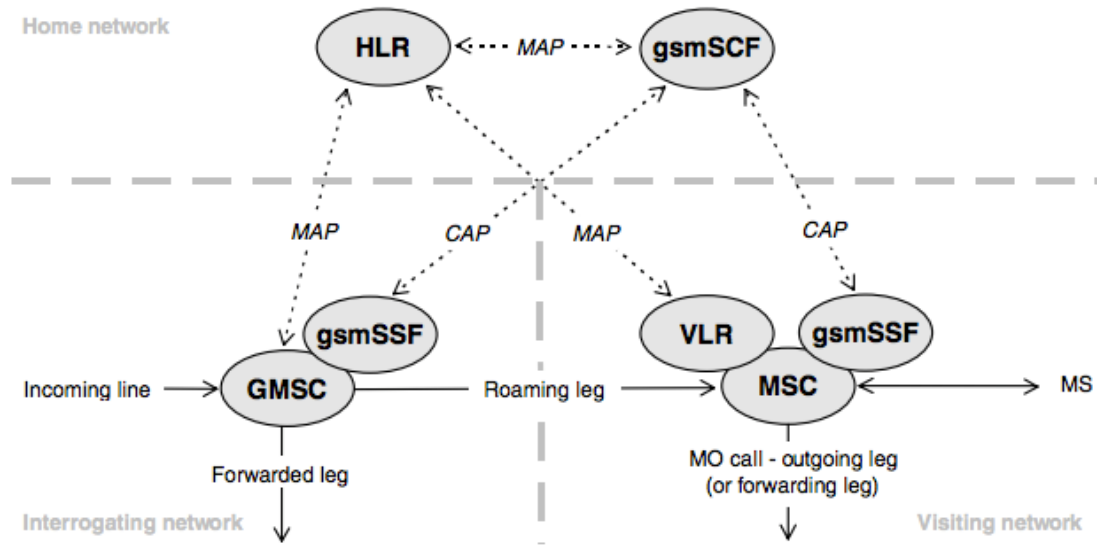 Home network
HLR
MAP
gsmSCF
MAP
CAP
MAP
CAP
gsmSSF
VLR
gsmSSF
Incoming line
GMSC
Roaming leg
MSC
MS
Forwarded leg
MO call - outgoing leg
(or forwarding leg)
Interrogating network
Visiting network